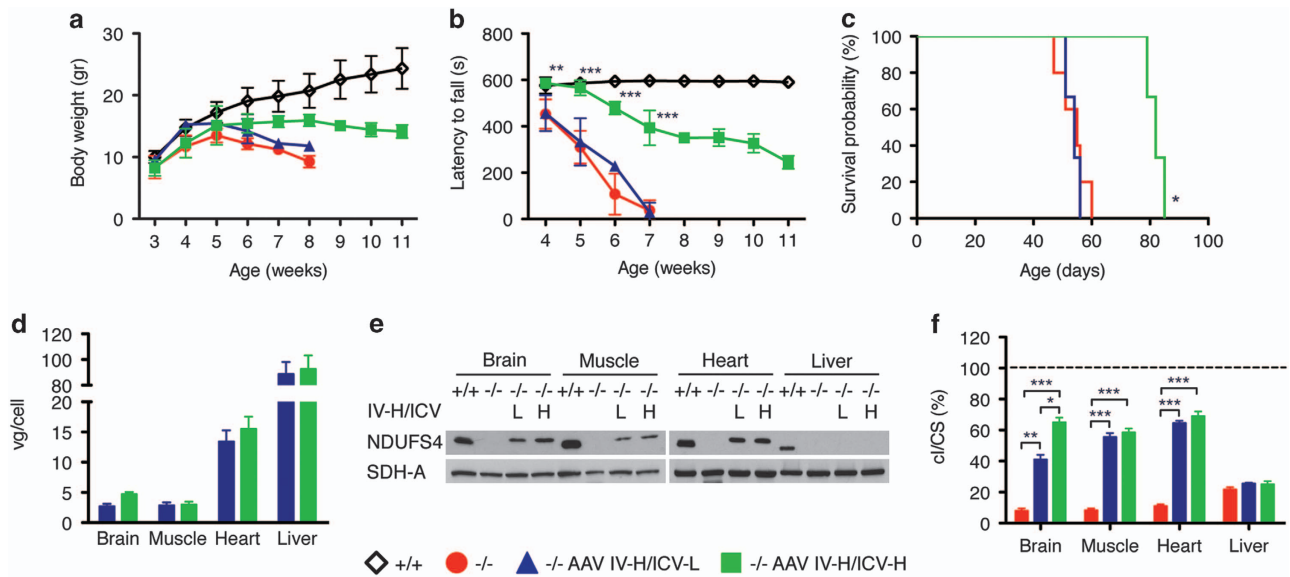 a
30
20
10
0
Body weight (gr)
3 4 5 6 7 8 9 10 11
Age (weeks)
b
800
600
400
200
0
Latency to fall (s)
** *** *** ***
4 5 6 7 8 9 10 11
Age (weeks)
c
100
80
60
40
20
0
Survival probability (%)
*
0 20 40 60 80 100
Age (days)
d
120
100
80
20
15
10
5
0
vg/cell
Brain Muscle Heart Liver
e
Brain Muscle Heart Liver
+/+ -/- -/- -/- +/+ -/- -/- -/- +/+ -/- -/- -/- +/+ -/- -/- -/-
IV-H/ICV L H L H L H L H
NDUFS4
SDH-A
f
120
100
80
60
40
20
0
cI/CS (%)
*** *** ***
* *** ***
**
Brain Muscle Heart Liver
+/+ -/- -/- AAV IV-H/ICV-L -/- AAV IV-H/ICV-H